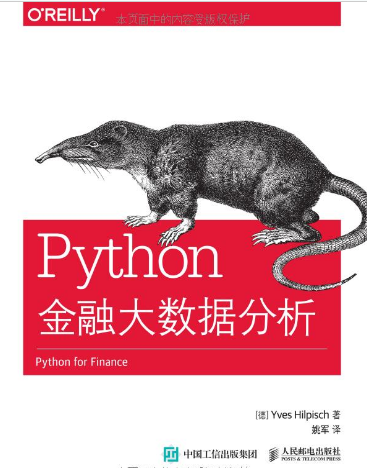 O'REILLY®
本页面中的内容受版权保护
Python
金融大数据分析
Python for Finance
[德] Yves Hilpisch 著
姚军 译
中国工信出版集团
人民邮电出版社
POSTS & TELECOM PRESS